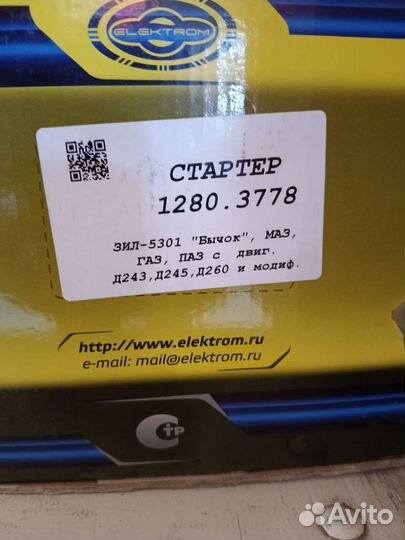 ELEKTROM
СТАРТЕР
1280.3778
ЗИЛ-5301 "Бычок", МАЗ,
ГАЗ, ПАЗ с двиг.
Д243,Д245,Д260 и модиф.
http://www.elektrom.ru
e-mail: mail@elektrom.ru
Avito